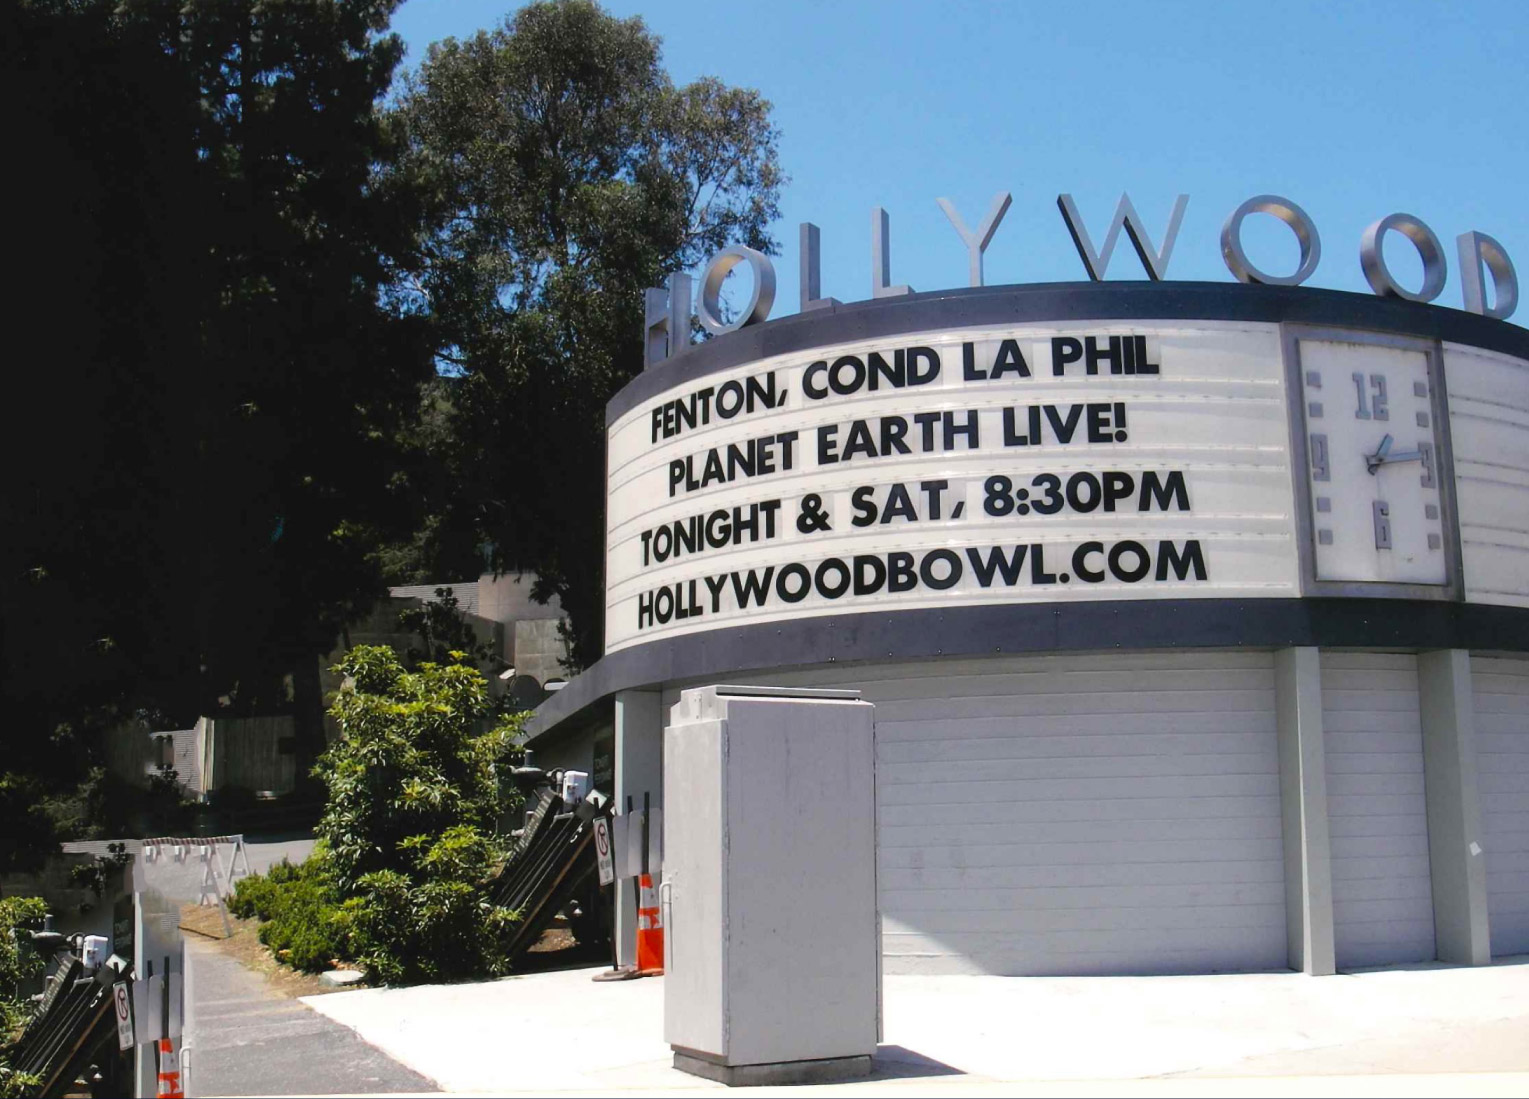 HOLLYWOOD
FENTON, COND LA PHIL
PLANET EARTH LIVE!
TONIGHT & SAT, 8:30PM
HOLLYWOODBOWL.COM
12
9
3
6